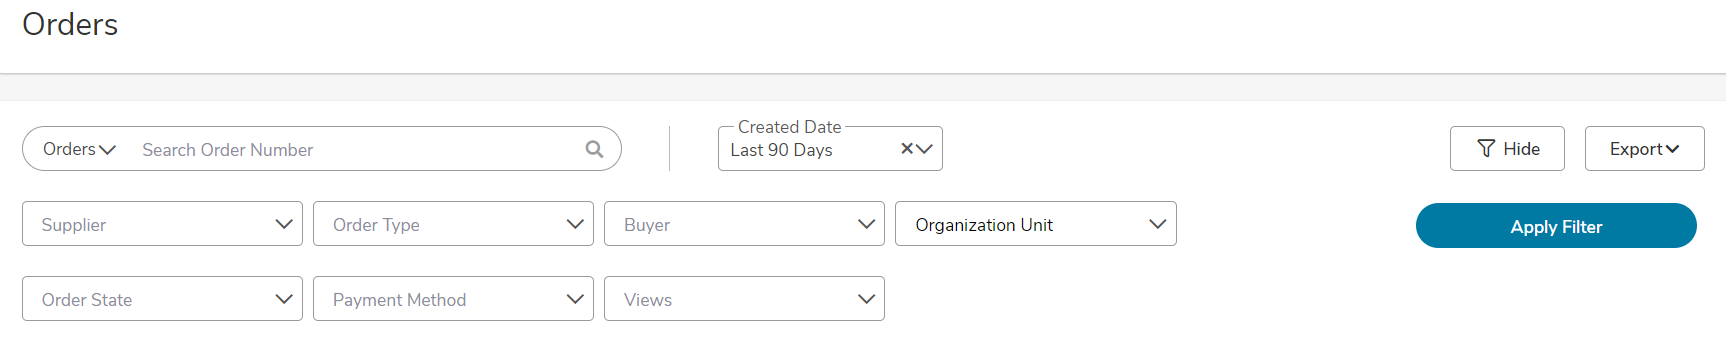 Orders
Created Date
Orders Search Order Number Last 90 Days Hide Export
Supplier Order Type Buyer Organization Unit Apply Filter
Order State Payment Method Views